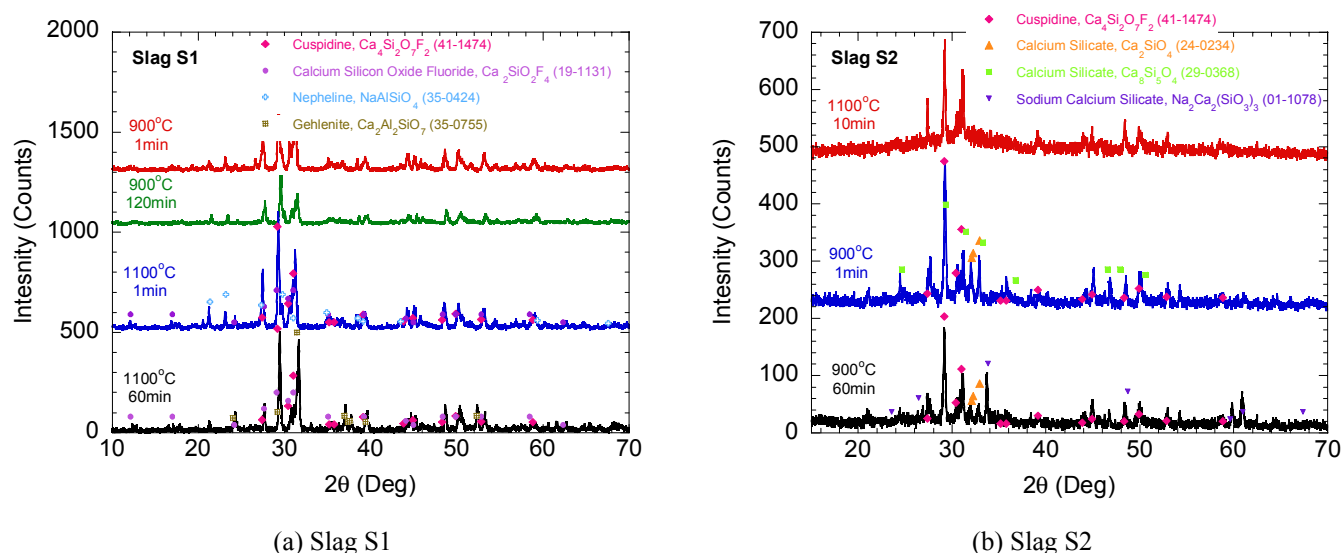 Slag S1
Cuspidine, Ca4Si2O7F2 (41-1474)
Calcium Silicon Oxide Fluoride, Ca2SiO2F4 (19-1131)
Nepheline, NaAlSiO4 (35-0424)
Gehlenite, Ca2Al2SiO7 (35-0755)
2000
1500
1000
500
0
Intesnity (Counts)
900°C
1min
900°C
120min
1100°C
1min
1100°C
60min
10 20 30 40 50 60 70
2θ (Deg)
(a) Slag S1
Slag S2
Cuspidine, Ca4Si2O7F2 (41-1474)
Calcium Silicate, Ca2SiO4 (24-0234)
Calcium Silicate, Ca8Si5O4 (29-0368)
Sodium Calcium Silicate, Na2Ca2(SiO3)3 (01-1078)
700
600
500
400
300
200
100
0
Intesnity (Counts)
1100°C
10min
900°C
1min
900°C
60min
20 30 40 50 60 70
2θ (Deg)
(b) Slag S2